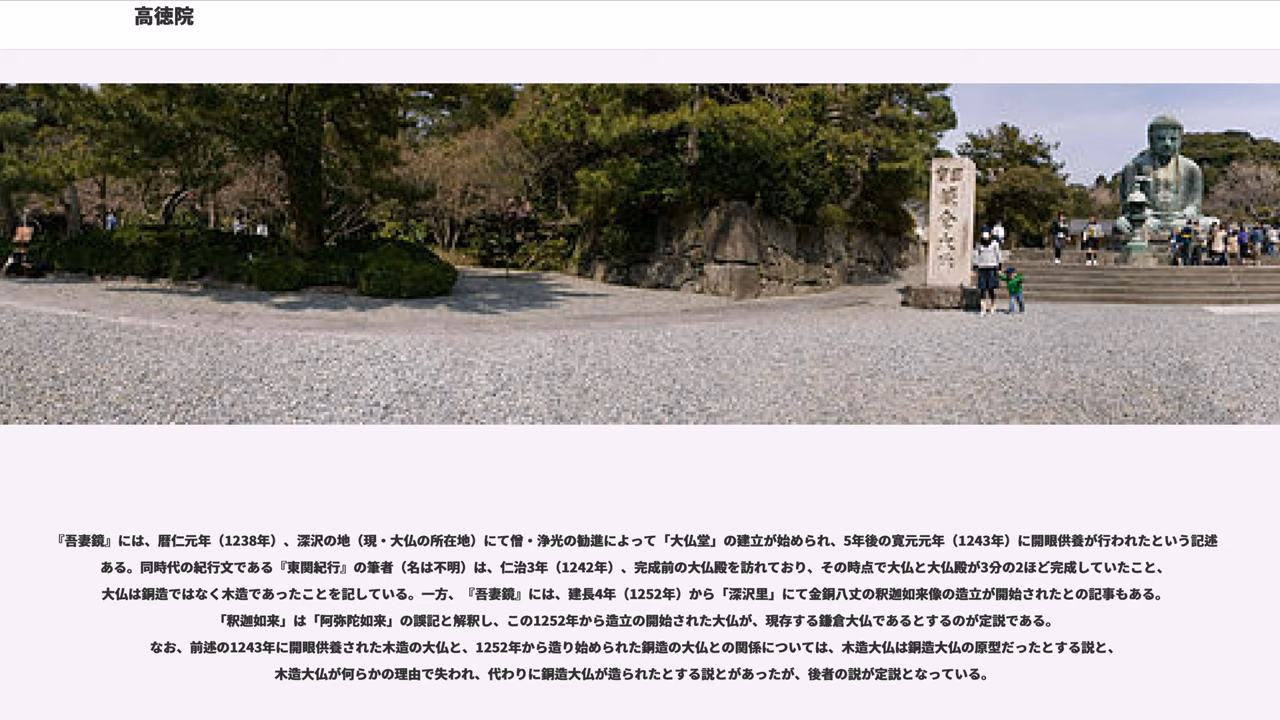 高徳院
『吾妻鏡』には、暦仁元年（1238年）、深沢の地（現・大仏の所在地）にて僧・浄光の勧進によって「大仏堂」の建立が始められ、5年後の寛元元年（1243年）に開眼供養が行われたという記述
ある。同時代の紀行文である『東関紀行』の筆者（名は不明）は、仁治3年（1242年）、完成前の大仏殿を訪れており、その時点で大仏と大仏殿が3分の2ほど完成していたこと、
大仏は銅造ではなく木造であったことを記している。一方、『吾妻鏡』には、建長4年（1252年）から「深沢里」にて金銅八丈の釈迦如来像の造立が開始されたとの記事もある。
「釈迦如来」は「阿弥陀如来」の誤記と解釈し、この1252年から造立の開始された大仏が、現存する鎌倉大仏であるとするのが定説である。
なお、前述の1243年に開眼供養された木造の大仏と、1252年から造り始められた銅造の大仏との関係については、木造大仏は銅造大仏の原型だったとする説と、
木造大仏が何らかの理由で失われ、代わりに銅造大仏が造られたとする説とがあったが、後者の説が定説となっている。